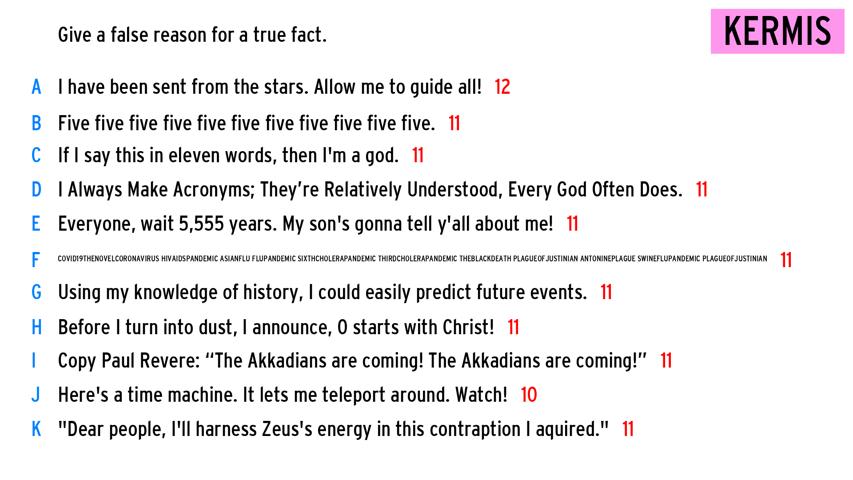 Give a false reason for a true fact.
KERMIS
A I have been sent from the stars. Allow me to guide all! 12
B Five five five five five five five five five five five. 11
C If I say this in eleven words, then I'm a god. 11
D I Always Make Acronyms; They’re Relatively Understood, Every God Often Does. 11
E Everyone, wait 5,555 years. My son's gonna tell y'all about me! 11
F COVID19THENOVELCORONAVIRUS HIVAIDSPANDEMIC ASIANFLU FLUPANDEMIC SIXTHCHOLERAPANDEMIC THIRDCHOLERAPANDEMIC THEBLACKDEATH PLAGUEOFJUSTINIAN ANTONINEPLAGUE SWINEFLUPANDEMIC PLAGUEOFJUSTINIAN 11
G Using my knowledge of history, I could easily predict future events. 11
H Before I turn into dust, I announce, 0 starts with Christ! 11
I Copy Paul Revere: “The Akkadians are coming! The Akkadians are coming!” 11
J Here's a time machine. It lets me teleport around. Watch! 10
K "Dear people, I'll harness Zeus's energy in this contraption I aquired." 11